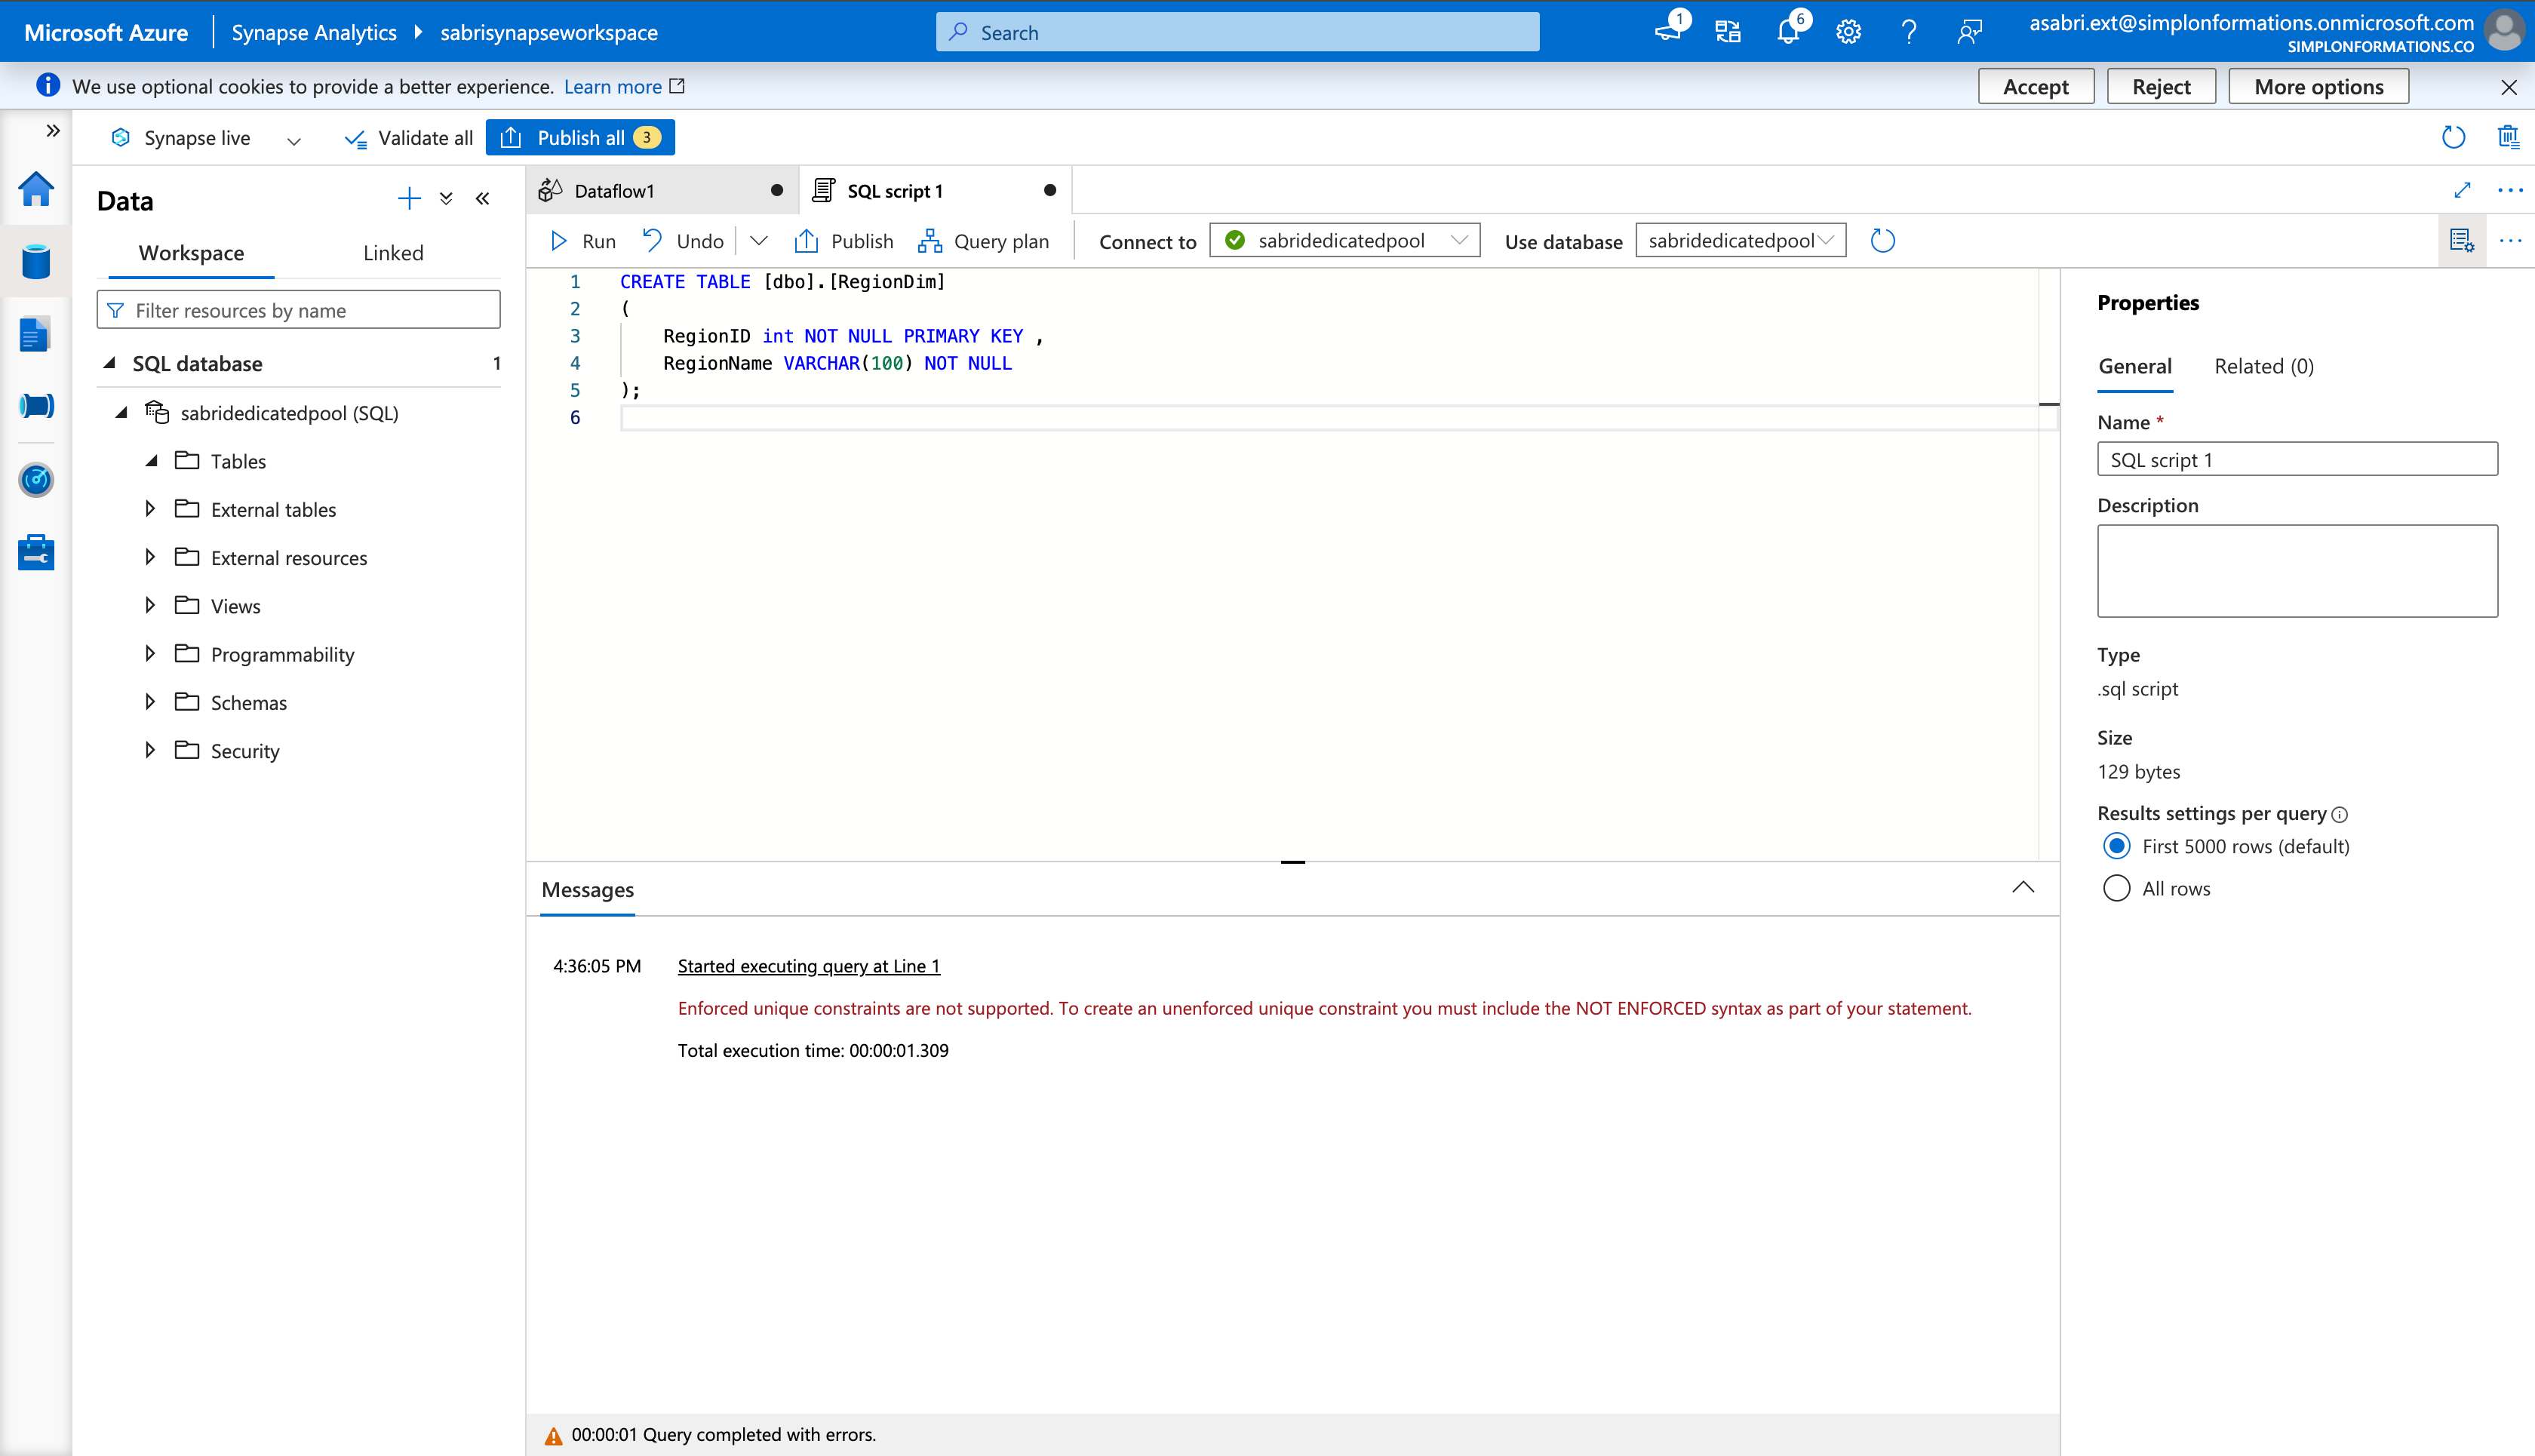 Microsoft Azure
Synapse Analytics
sabrisynapseworkspace
Search
1
6
asabri.ext@simplonformations.onmicrosoft.com
SIMPLONFORMATIONS.CO
We use optional cookies to provide a better experience. Learn more
Accept
Reject
More options
Synapse live
Validate all
Publish all 3
Data
Workspace
Linked
Filter resources by name
SQL database 1
sabridedicatedpool (SQL)
Tables
External tables
External resources
Views
Programmability
Schemas
Security
Dataflow1
SQL script 1
Run
Undo
Publish
Query plan
Connect to
sabridedicatedpool
Use database
sabridedicatedpool
1 CREATE TABLE [dbo].[RegionDim]
2 (
3 RegionID int NOT NULL PRIMARY KEY ,
4 RegionName VARCHAR(100) NOT NULL
5 );
6
Messages
4:36:05 PM Started executing query at Line 1
Enforced unique constraints are not supported. To create an unenforced unique constraint you must include the NOT ENFORCED syntax as part of your statement.
Total execution time: 00:00:01.309
00:00:01 Query completed with errors.
Properties
General
Related (0)
Name *
SQL script 1
Description
Type
.sql script
Size
129 bytes
Results settings per query
First 5000 rows (default)
All rows